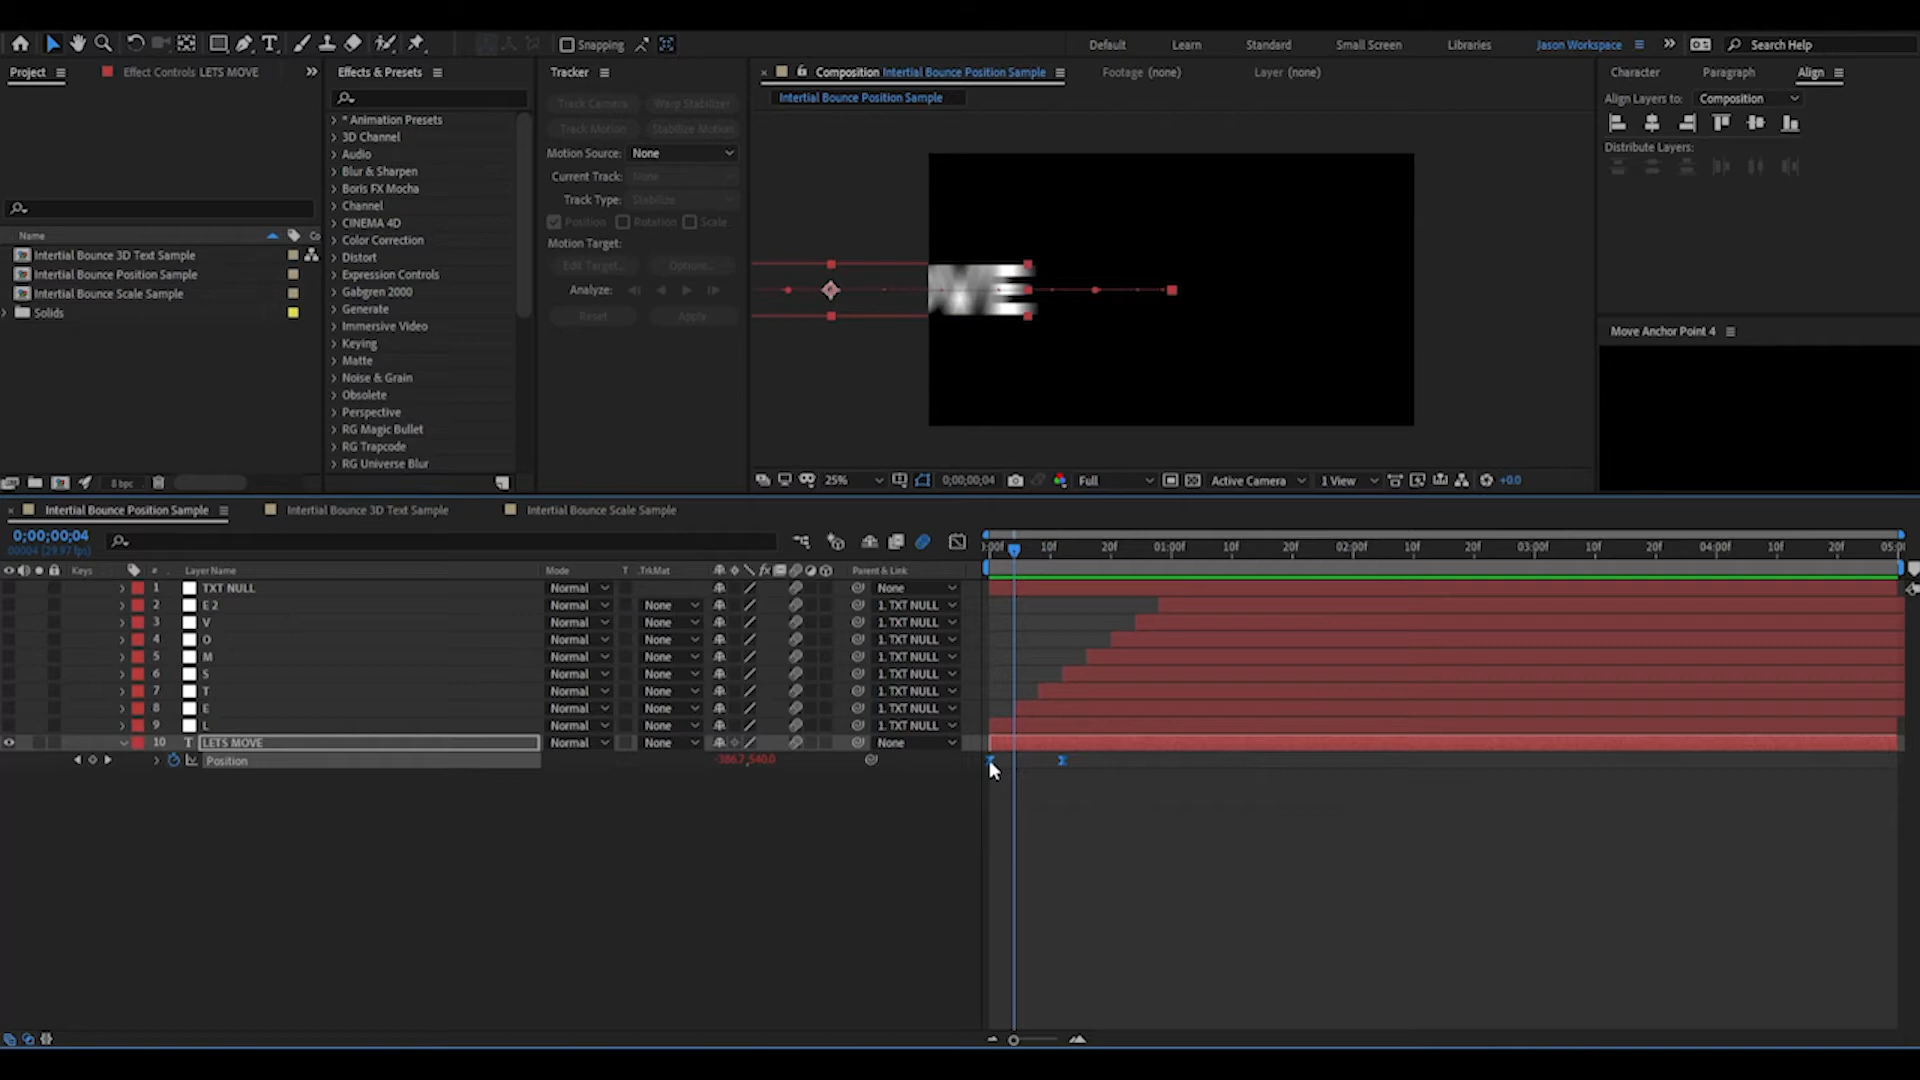 Snapping
Default
Learn
Standard
Small Screen
Libraries
Jason Workspace
Search Help
Project
Effect Controls LETS MOVE
Effects & Presets
Tracker
Composition Intertial Bounce Position Sample
Footage (none)
Layer (none)
Character
Paragraph
Align
Intertial Bounce Position Sample
Align Layers to:
Composition
Distribute Layers:
Track Camera
Warp Stabilizer
Track Motion
Stabilize Motion
Motion Source:
None
Current Track:
None
Track Type:
Stabilize
Position
Rotation
Scale
Motion Target:
Edit Target...
Options...
Analyze:
Reset
Apply
* Animation Presets
3D Channel
Audio
Blur & Sharpen
Boris FX Mocha
Channel
CINEMA 4D
Color Correction
Distort
Expression Controls
Gabgren 2000
Generate
Immersive Video
Keying
Matte
Noise & Grain
Obsolete
Perspective
RG Magic Bullet
RG Trapcode
RG Universe Blur
Name
Co
Intertial Bounce 3D Text Sample
Intertial Bounce Position Sample
Intertial Bounce Scale Sample
Solids
8 bpc
VE
Move Anchor Point 4
25%
0;00;00;04
Full
Active Camera
1 View
+0.0
Intertial Bounce Position Sample
Intertial Bounce 3D Text Sample
Intertial Bounce Scale Sample
0;00;00;04
00004 (29.97 fps)
:00f 10f 20f 01:00f 10f 20f 02:00f 10f 20f 03:00f 10f 20f 04:00f 10f 20f 05:0
Keys # Layer Name Mode T .TrkMat Parent & Link
1 TXT NULL Normal None
2 E 2 Normal None 1. TXT NULL
3 V Normal None 1. TXT NULL
4 O Normal None 1. TXT NULL
5 M Normal None 1. TXT NULL
6 S Normal None 1. TXT NULL
7 T Normal None 1. TXT NULL
8 E Normal None 1. TXT NULL
9 L Normal None 1. TXT NULL
10 T LETS MOVE Normal None None
Position -386.7,540.0